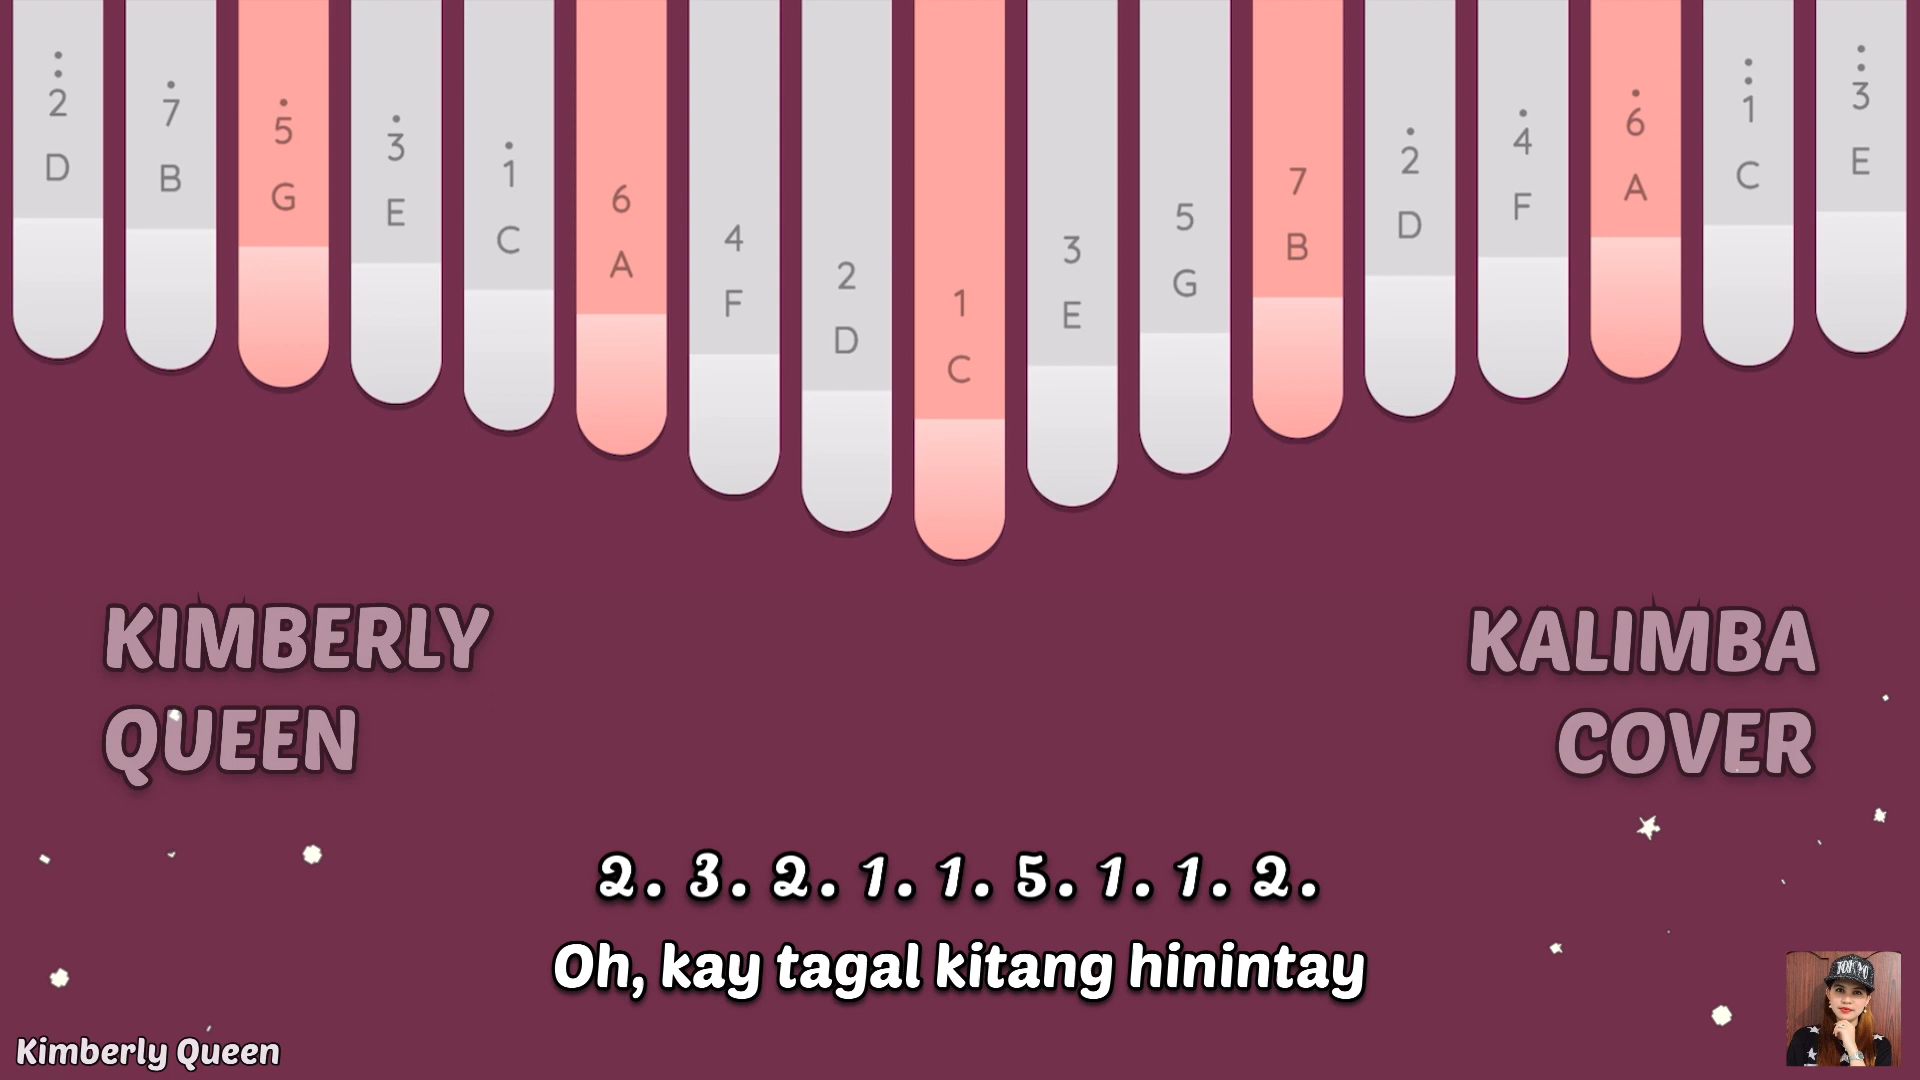 2 7 5 3 1 6 4 2 1 3 5 7 2 4 6 1 3
D B G E C A F D C E G B D F A C E
KIMBERLY
QUEEN
KALIMBA
COVER
2. 3. 2. 1. 1. 5. 1. 1. 2.
Oh, kay tagal kitang hinintay
Kimberly Queen
TOKYO